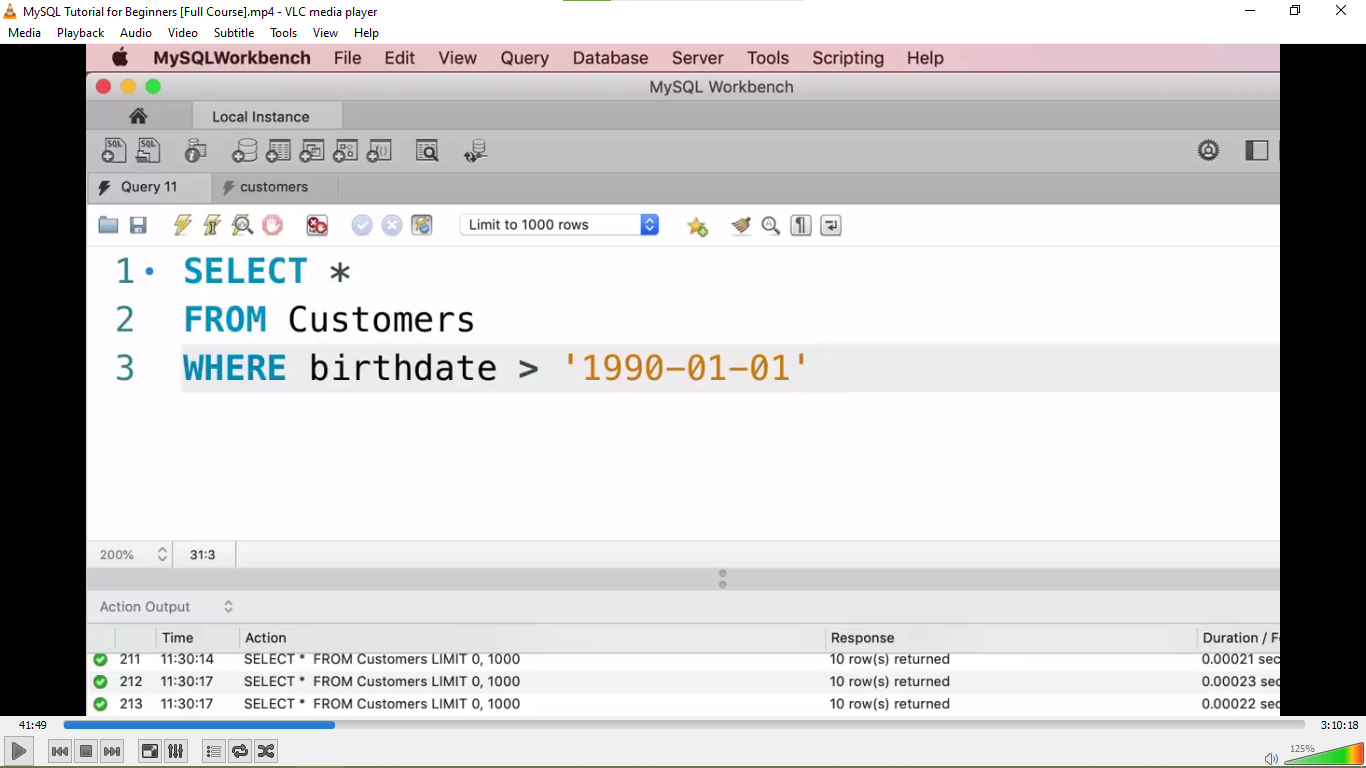 MySQL Tutorial for Beginners [Full Course].mp4 - VLC media player
Media Playback Audio Video Subtitle Tools View Help
MySQLWorkbench File Edit View Query Database Server Tools Scripting Help
MySQL Workbench
Local Instance
Query 11 customers
Limit to 1000 rows
1 SELECT *
2 FROM Customers
3 WHERE birthdate > '1990-01-01'
200% 31:3
Action Output
Time Action Response Duration / F
211 11:30:14 SELECT * FROM Customers LIMIT 0, 1000 10 row(s) returned 0.00021 sec
212 11:30:17 SELECT * FROM Customers LIMIT 0, 1000 10 row(s) returned 0.00023 sec
213 11:30:17 SELECT * FROM Customers LIMIT 0, 1000 10 row(s) returned 0.00022 sec
41:49 3:10:18
125%